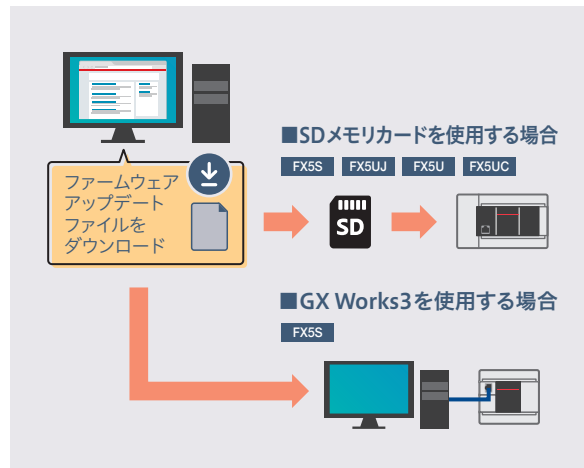 ■SDメモリカードを使用する場合
FX5S FX5UJ FX5U FX5UC
ファームウェア
アップデート
ファイルを
ダウンロード
SD
■GX Works3を使用する場合
FX5S